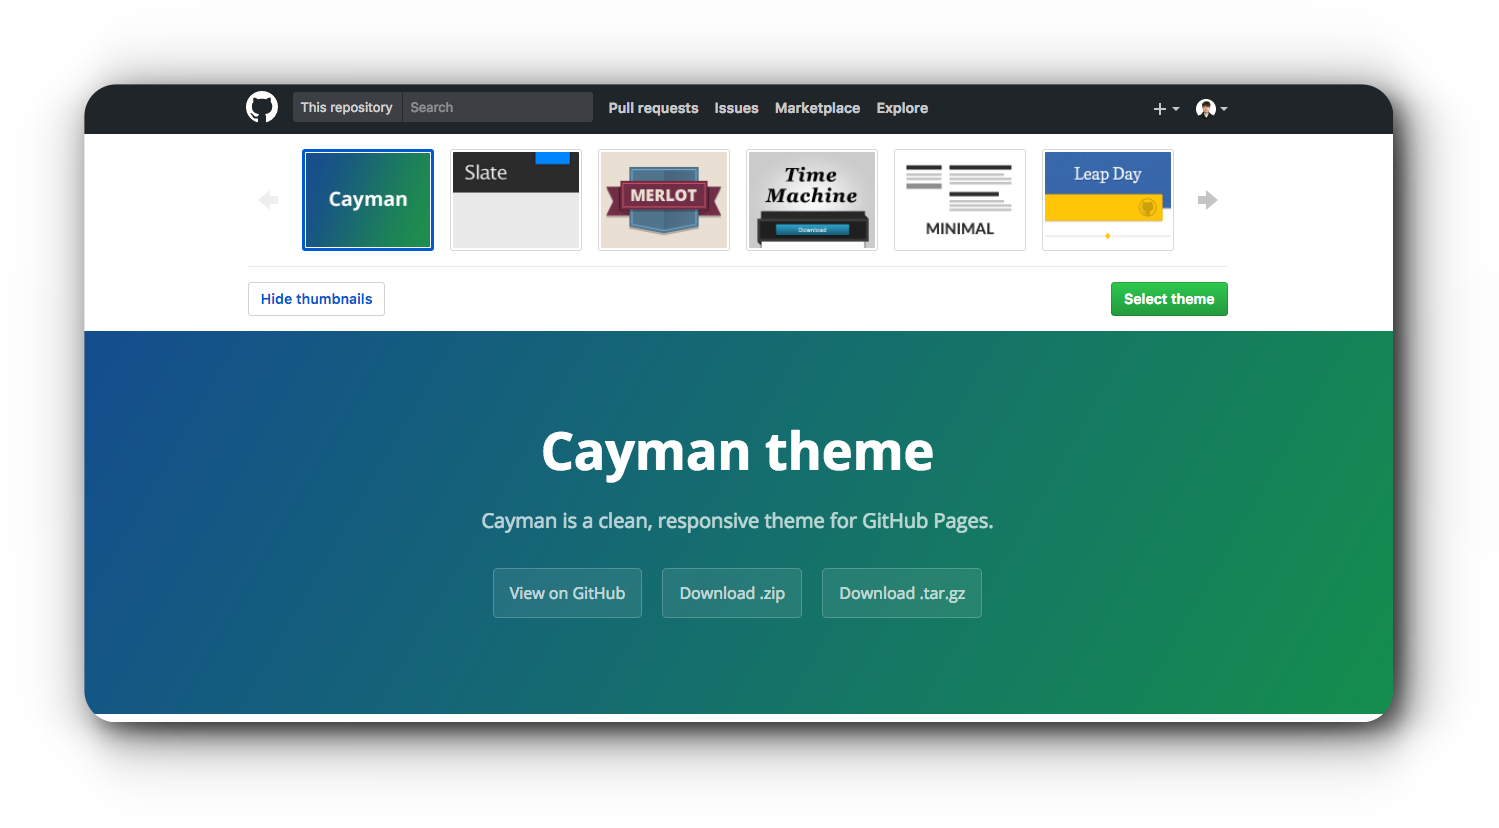 This repository Search Pull requests Issues Marketplace Explore
Cayman
Slate
MERLOT
Time
Machine
Download
MINIMAL
Leap Day
Hide thumbnails
Select theme
Cayman theme
Cayman is a clean, responsive theme for GitHub Pages.
View on GitHub
Download .zip
Download .tar.gz